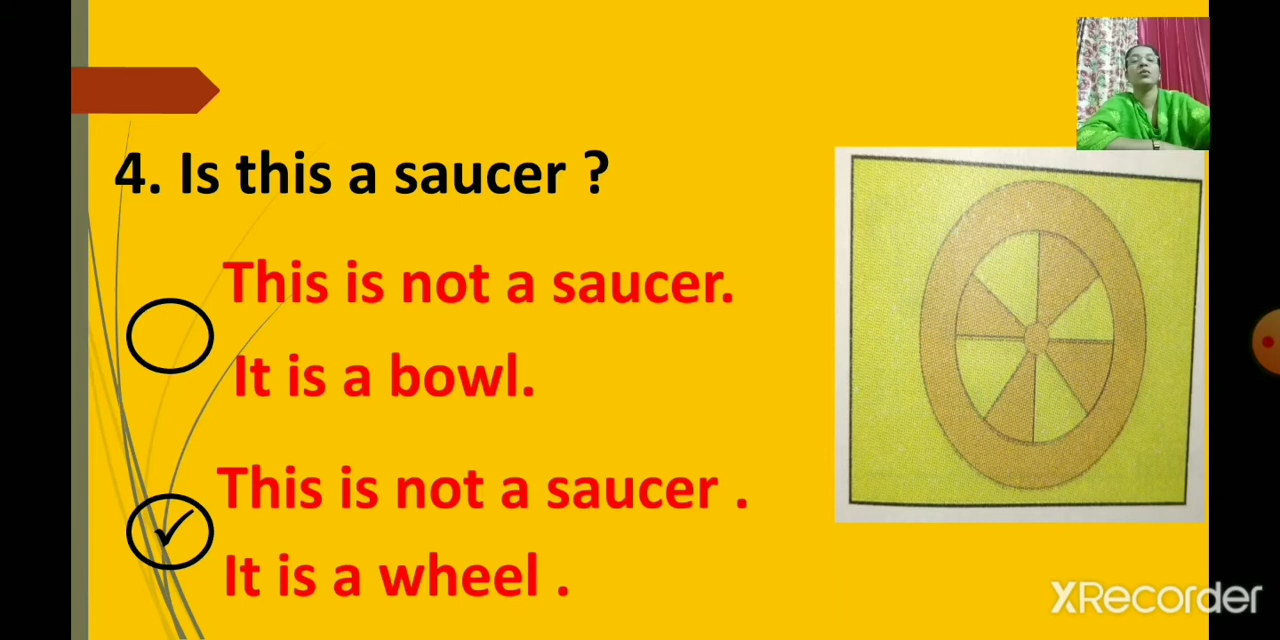 4. Is this a saucer ?
This is not a saucer.
It is a bowl.
This is not a saucer .
It is a wheel .
XRecorder